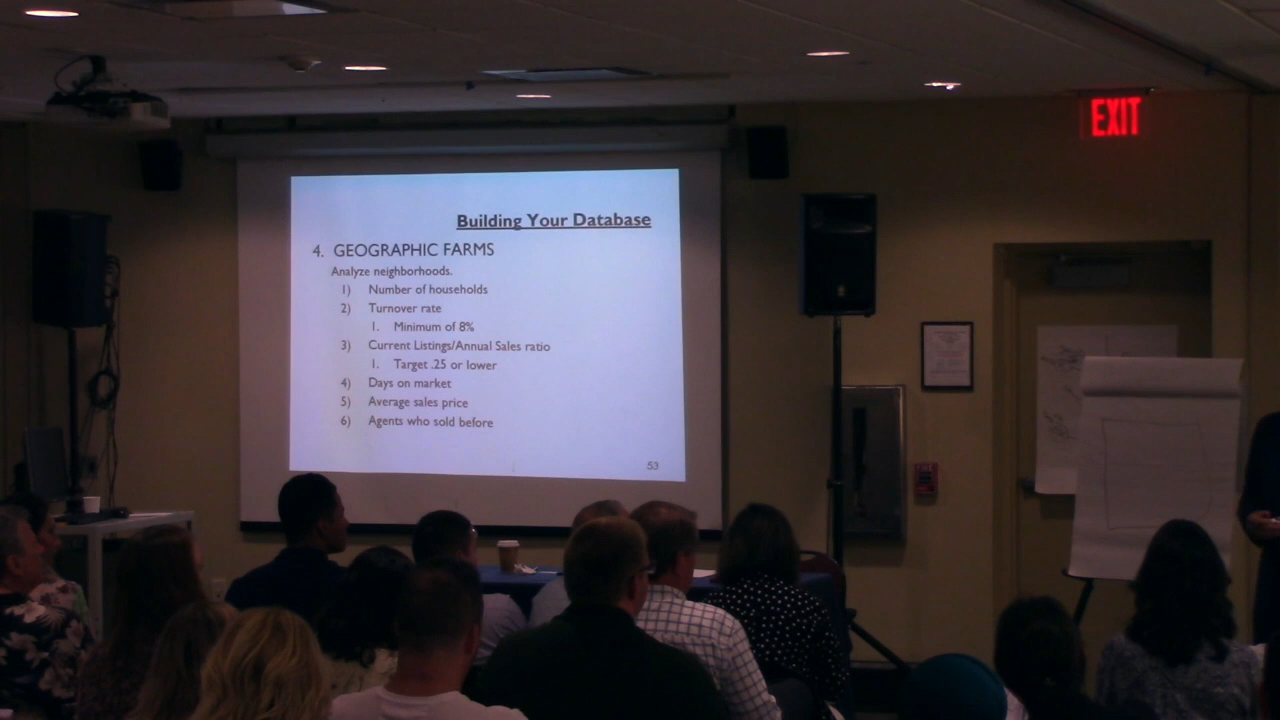 EXIT
Building Your Database
4. GEOGRAPHIC FARMS
Analyze neighborhoods.
1) Number of households
2) Turnover rate
1. Minimum of 8%
3) Current Listings/Annual Sales ratio
1. Target .25 or lower
4) Days on market
5) Average sales price
6) Agents who sold before
53